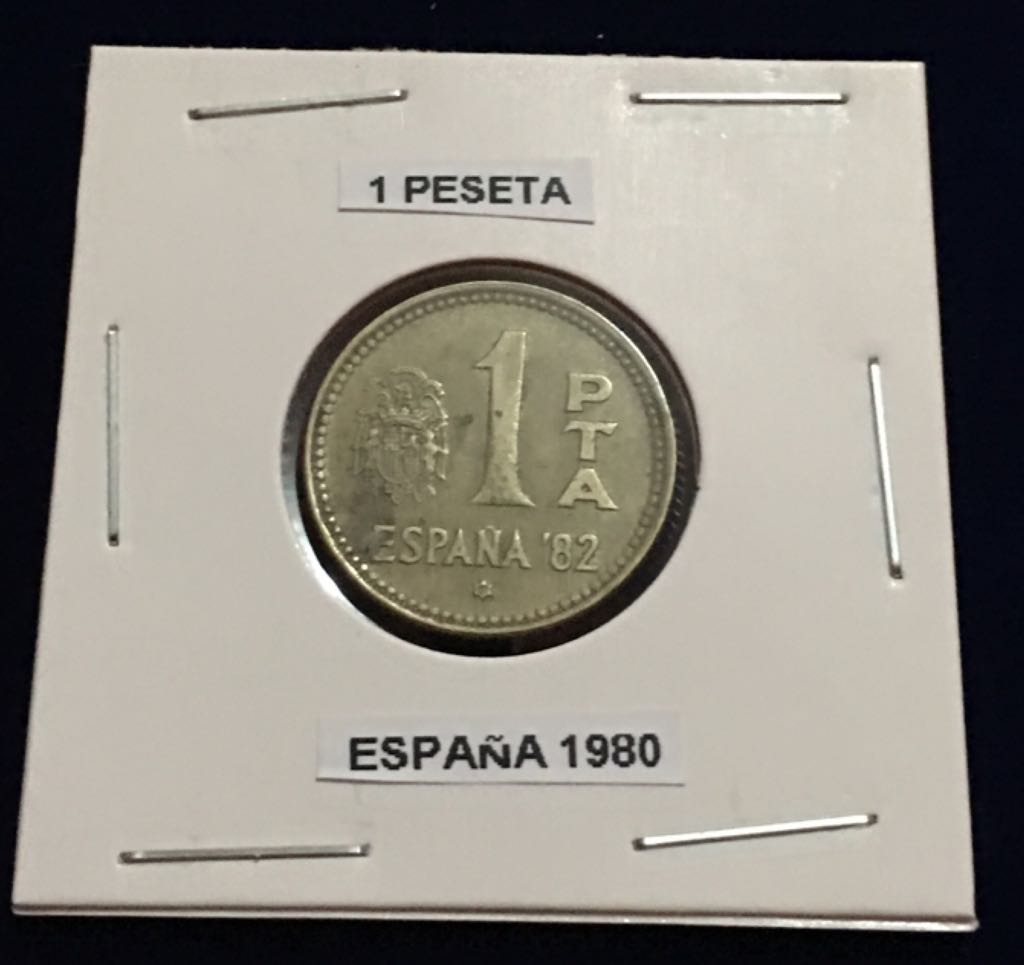 1 PESETA
1 PTA
ESPAÑA '82
ESPAÑA 1980